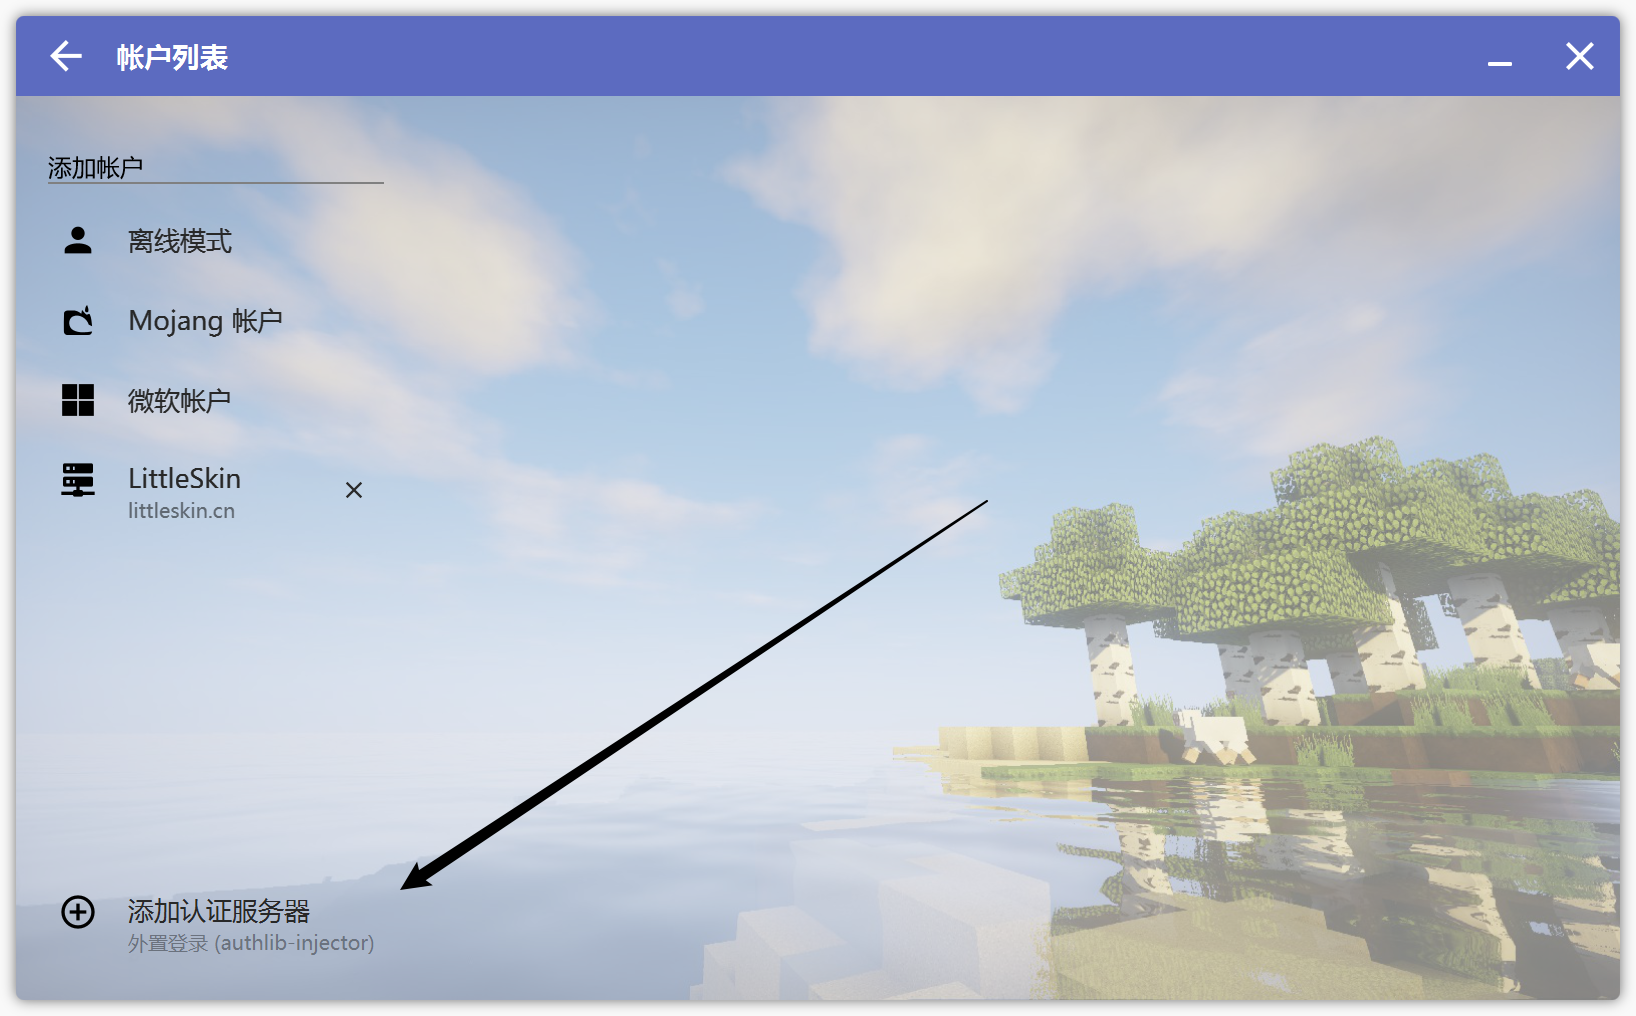 帐户列表
添加帐户
离线模式
Mojang 帐户
微软帐户
LittleSkin
littleskin.cn
添加认证服务器
外置登录 (authlib-injector)